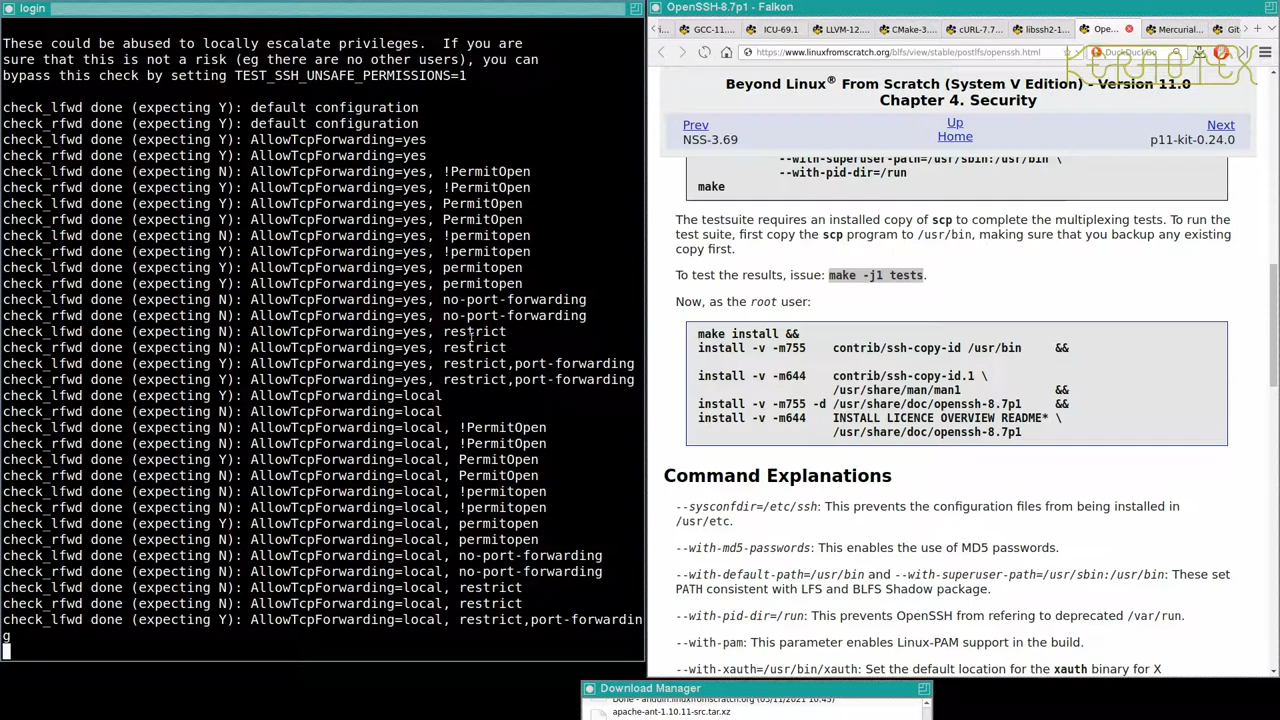 login
These could be abused to locally escalate privileges.  If you are
sure that this is not a risk (eg there are no other users), you can
bypass this check by setting TEST_SSH_UNSAFE_PERMISSIONS=1
check_lfwd done (expecting Y): default configuration
check_rfwd done (expecting Y): default configuration
check_lfwd done (expecting Y): AllowTcpForwarding=yes
check_rfwd done (expecting Y): AllowTcpForwarding=yes
check_lfwd done (expecting N): AllowTcpForwarding=yes, !PermitOpen
check_rfwd done (expecting Y): AllowTcpForwarding=yes, !PermitOpen
check_lfwd done (expecting Y): AllowTcpForwarding=yes, PermitOpen
check_rfwd done (expecting Y): AllowTcpForwarding=yes, PermitOpen
check_lfwd done (expecting N): AllowTcpForwarding=yes, !permitopen
check_rfwd done (expecting Y): AllowTcpForwarding=yes, !permitopen
check_lfwd done (expecting Y): AllowTcpForwarding=yes, permitopen
check_rfwd done (expecting Y): AllowTcpForwarding=yes, permitopen
check_lfwd done (expecting N): AllowTcpForwarding=yes, no-port-forwarding
check_rfwd done (expecting N): AllowTcpForwarding=yes, no-port-forwarding
check_lfwd done (expecting N): AllowTcpForwarding=yes, restrict
check_rfwd done (expecting N): AllowTcpForwarding=yes, restrict
check_lfwd done (expecting Y): AllowTcpForwarding=yes, restrict,port-forwarding
check_rfwd done (expecting Y): AllowTcpForwarding=yes, restrict,port-forwarding
check_lfwd done (expecting Y): AllowTcpForwarding=local
check_rfwd done (expecting N): AllowTcpForwarding=local
check_lfwd done (expecting N): AllowTcpForwarding=local, !PermitOpen
check_rfwd done (expecting N): AllowTcpForwarding=local, !PermitOpen
check_lfwd done (expecting Y): AllowTcpForwarding=local, PermitOpen
check_rfwd done (expecting N): AllowTcpForwarding=local, PermitOpen
check_lfwd done (expecting N): AllowTcpForwarding=local, !permitopen
check_rfwd done (expecting N): AllowTcpForwarding=local, !permitopen
check_lfwd done (expecting Y): AllowTcpForwarding=local, permitopen
check_rfwd done (expecting N): AllowTcpForwarding=local, permitopen
check_lfwd done (expecting N): AllowTcpForwarding=local, no-port-forwarding
check_rfwd done (expecting N): AllowTcpForwarding=local, no-port-forwarding
check_lfwd done (expecting N): AllowTcpForwarding=local, restrict
check_rfwd done (expecting N): AllowTcpForwarding=local, restrict
check_lfwd done (expecting Y): AllowTcpForwarding=local, restrict,port-forwardin
g
OpenSSH-8.7p1 - Falkon
GCC-11.... ICU-69.1 LLVM-12.... CMake-3.... cURL-7.7... libssh2-1... Ope... Mercurial... Git
https://www.linuxfromscratch.org/blfs/view/stable/postlfs/openssh.html DuckDuckGo
KERNOTEX
Beyond Linux® From Scratch (System V Edition) - Version 11.0
Chapter 4. Security
Prev Up Next
NSS-3.69 Home p11-kit-0.24.0
--with-superuser-path=/usr/sbin:/usr/bin \
--with-pid-dir=/run
make
The testsuite requires an installed copy of scp to complete the multiplexing tests. To run the
test suite, first copy the scp program to /usr/bin, making sure that you backup any existing
copy first.
To test the results, issue: make -j1 tests.
Now, as the root user:
make install &&
install -v -m755    contrib/ssh-copy-id /usr/bin     &&
install -v -m644    contrib/ssh-copy-id.1 \
/usr/share/man/man1              &&
install -v -m755 -d /usr/share/doc/openssh-8.7p1     &&
install -v -m644    INSTALL LICENCE OVERVIEW README* \
/usr/share/doc/openssh-8.7p1
Command Explanations
--sysconfdir=/etc/ssh: This prevents the configuration files from being installed in
/usr/etc.
--with-md5-passwords: This enables the use of MD5 passwords.
--with-default-path=/usr/bin and --with-superuser-path=/usr/sbin:/usr/bin: These set
PATH consistent with LFS and BLFS Shadow package.
--with-pid-dir=/run: This prevents OpenSSH from refering to deprecated /var/run.
--with-pam: This parameter enables Linux-PAM support in the build.
--with-xauth=/usr/bin/xauth: Set the default location for the xauth binary for X
Download Manager
Done - anduin.linuxfromscratch.org (05/11/2021 10:45)
apache-ant-1.10.11-src.tar.xz